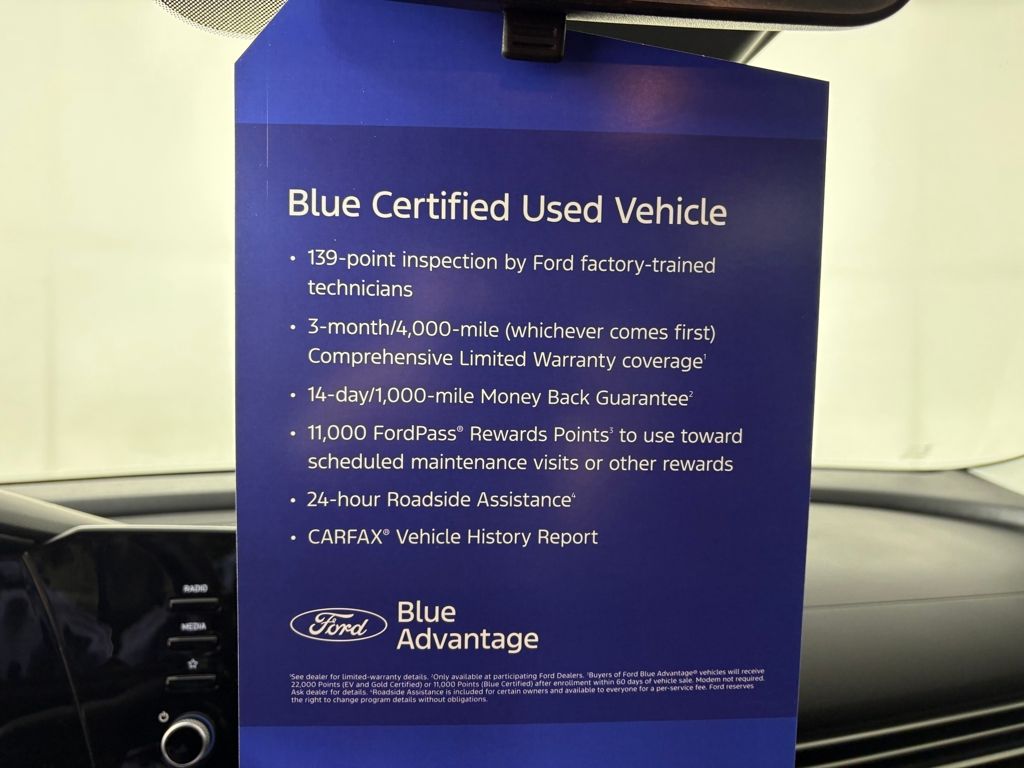 Blue Certified Used Vehicle
• 139-point inspection by Ford factory-trained
technicians
• 3-month/4,000-mile (whichever comes first)
Comprehensive Limited Warranty coverage¹
• 14-day/1,000-mile Money Back Guarantee²
• 11,000 FordPass® Rewards Points³ to use toward
scheduled maintenance visits or other rewards
• 24-hour Roadside Assistance⁴
• CARFAX® Vehicle History Report
RADIO
MEDIA
Ford
Blue
Advantage
¹See dealer for limited-warranty details. ²Only available at participating Ford Dealers. ³Buyers of Ford Blue Advantage® vehicles will receive
22,000 Points (EV and Gold Certified) or 11,000 Points (Blue Certified) after enrollment within 60 days of vehicle sale. Modem not required.
Ask dealer for details. ⁴Roadside Assistance is included for certain owners and available to everyone for a per-service fee. Ford reserves
the right to change program details without obligations.